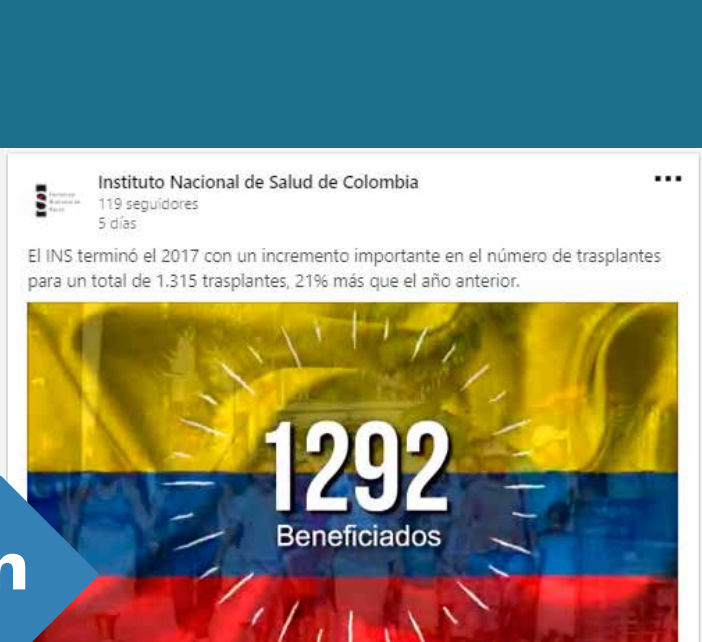 Instituto Nacional de Salud de Colombia
119 seguidores
5 días
El INS terminó el 2017 con un incremento importante en el número de trasplantes
para un total de 1.315 trasplantes, 21% más que el año anterior.
1292
Beneficiados
n